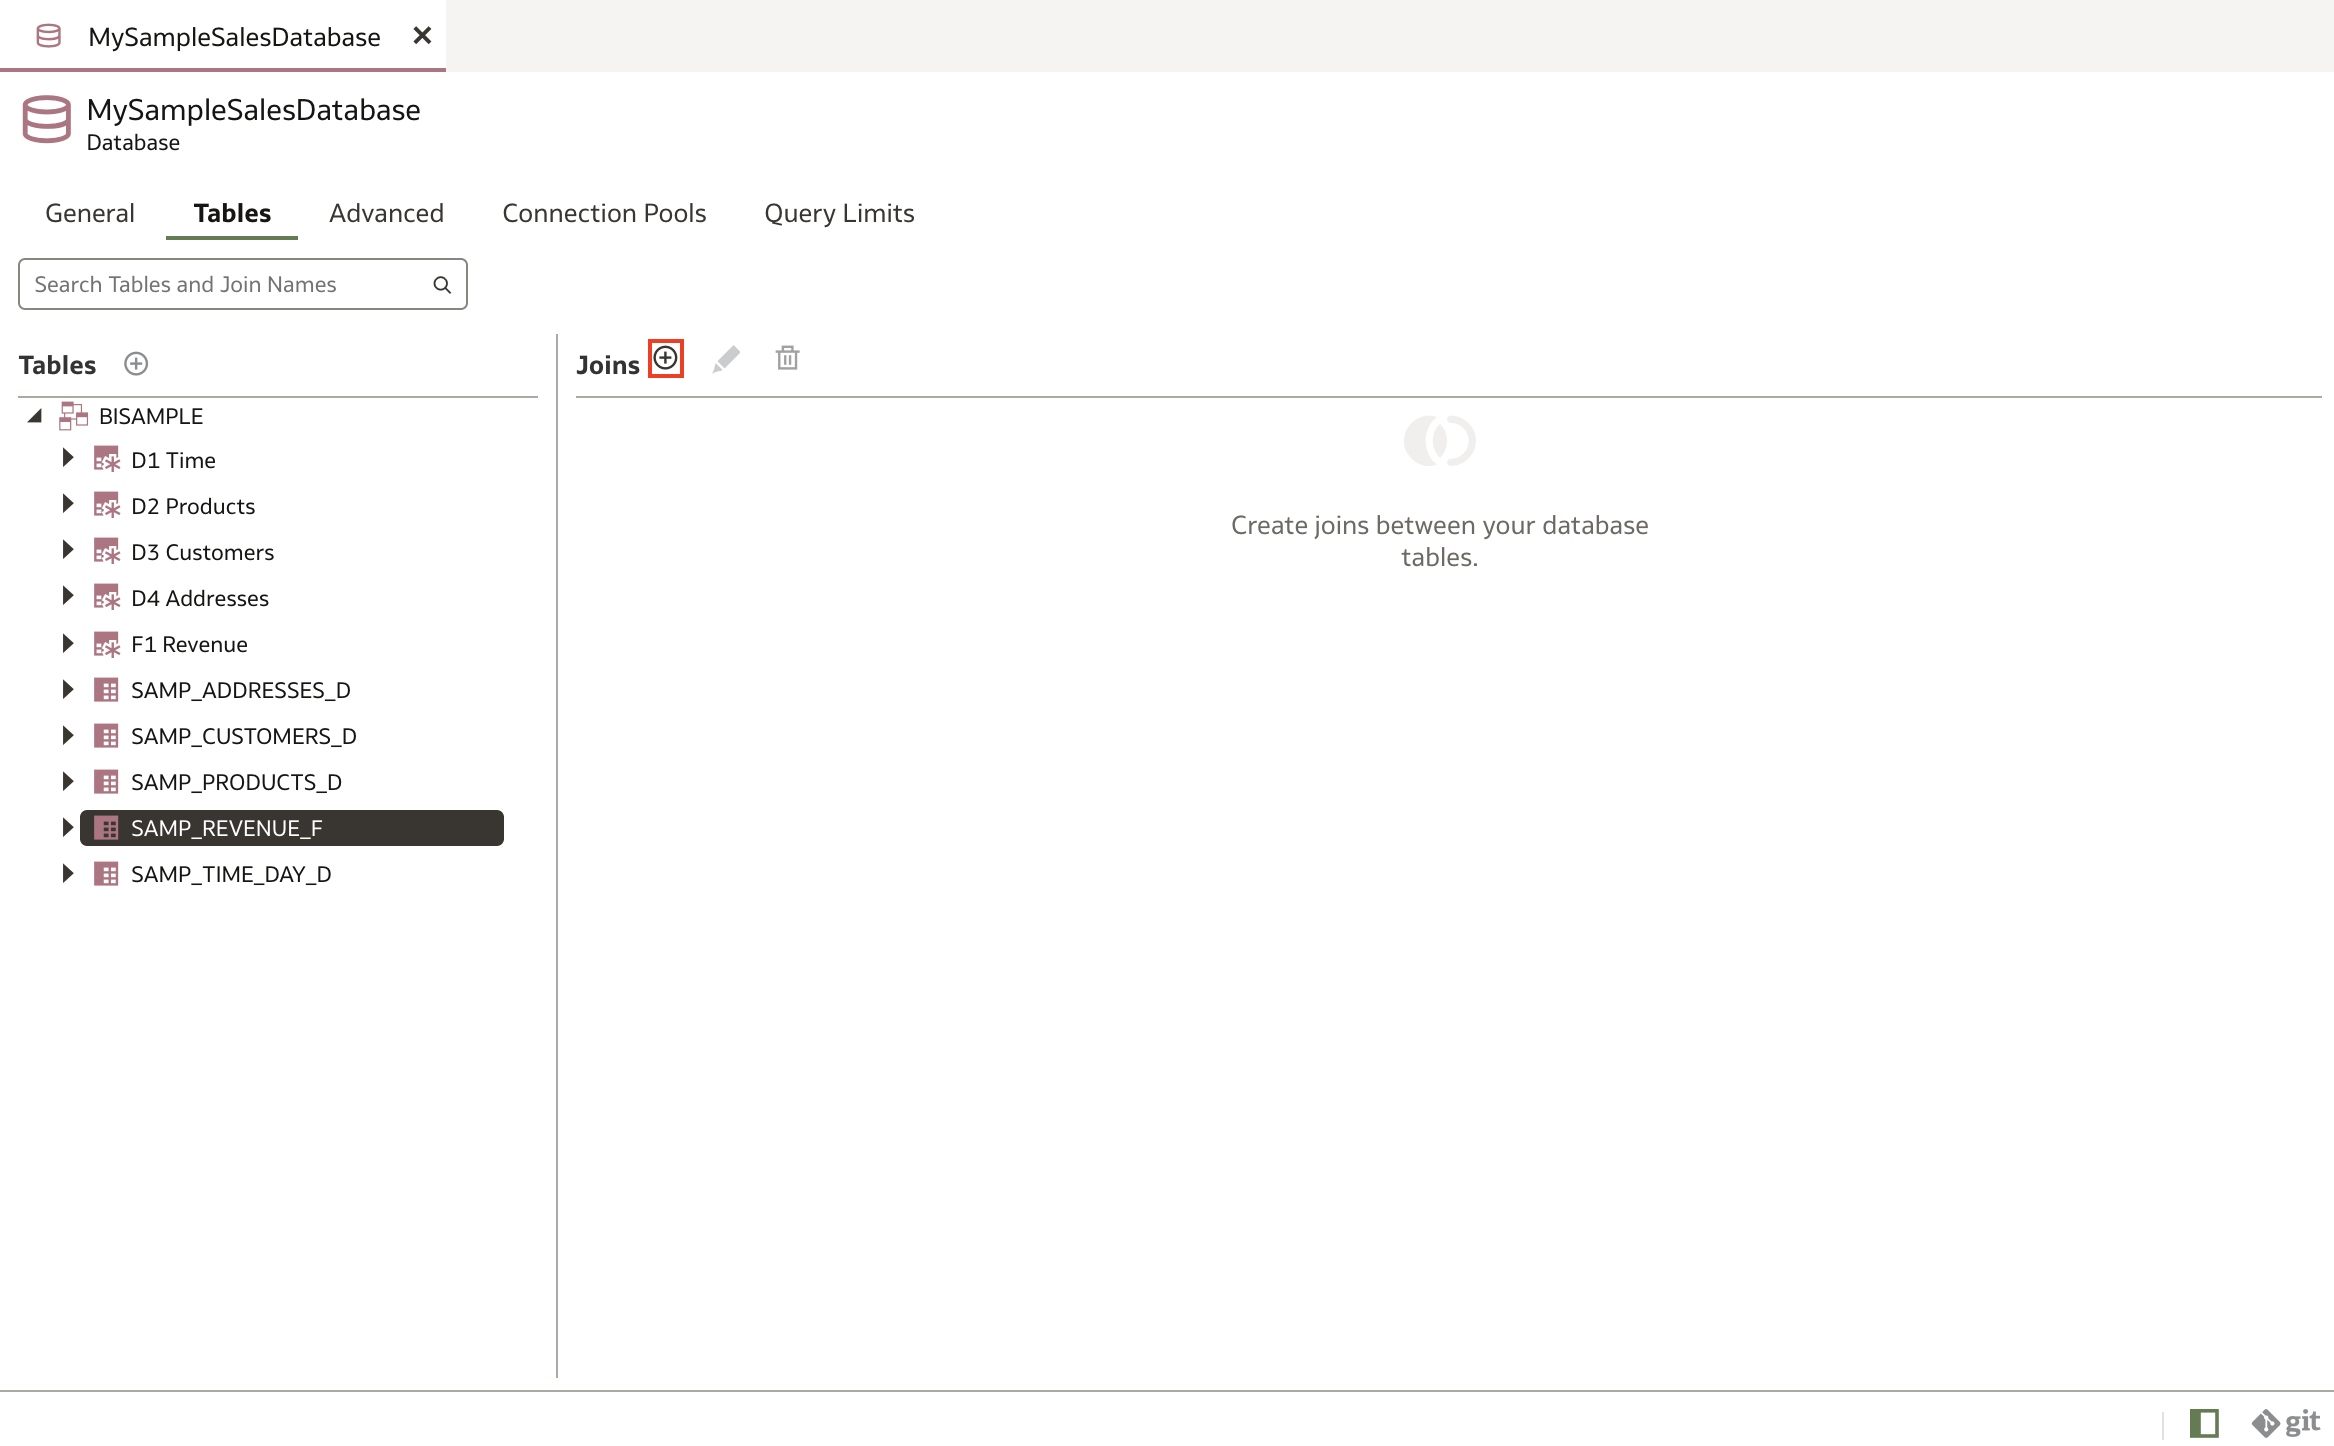 MySampleSalesDatabase
MySampleSalesDatabase
Database
General Tables Advanced Connection Pools Query Limits
Search Tables and Join Names
Tables
Joins
BISAMPLE
D1 Time
D2 Products
D3 Customers
D4 Addresses
F1 Revenue
SAMP_ADDRESSES_D
SAMP_CUSTOMERS_D
SAMP_PRODUCTS_D
SAMP_REVENUE_F
SAMP_TIME_DAY_D
Create joins between your database
tables.
git